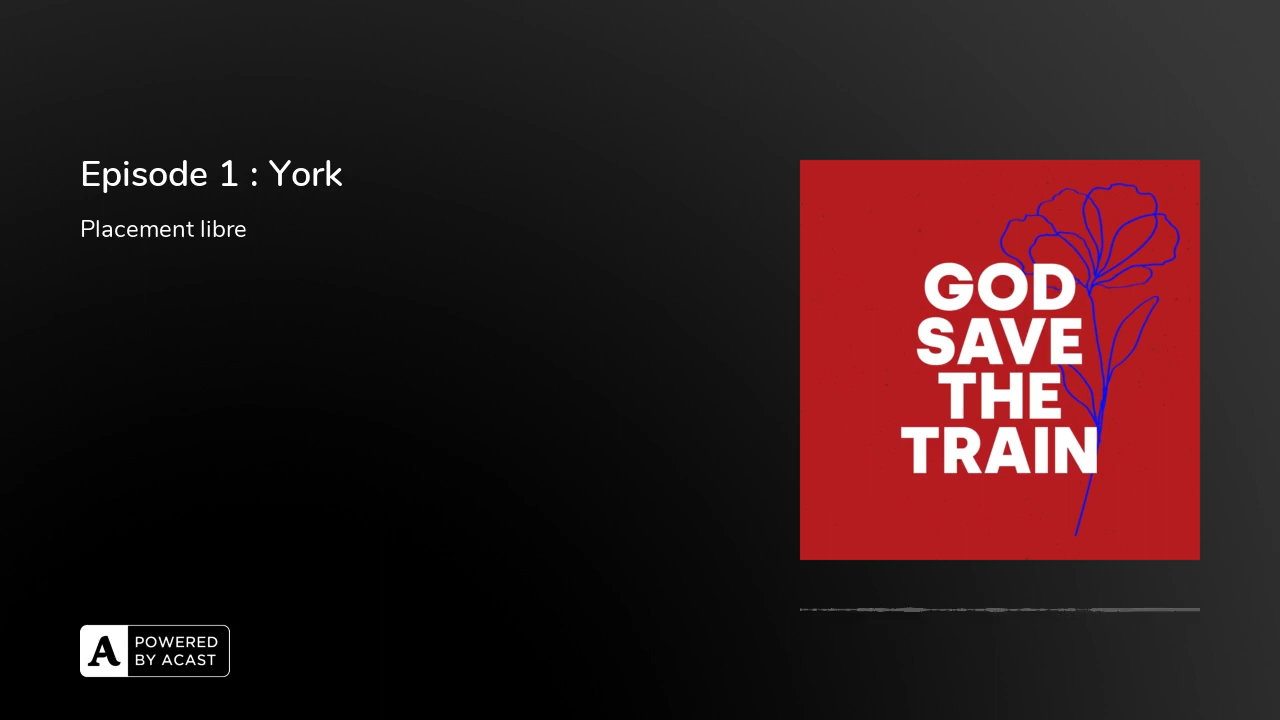 Episode 1 : York
Placement libre
GOD
SAVE
THE
TRAIN
A
POWERED
BY ACAST